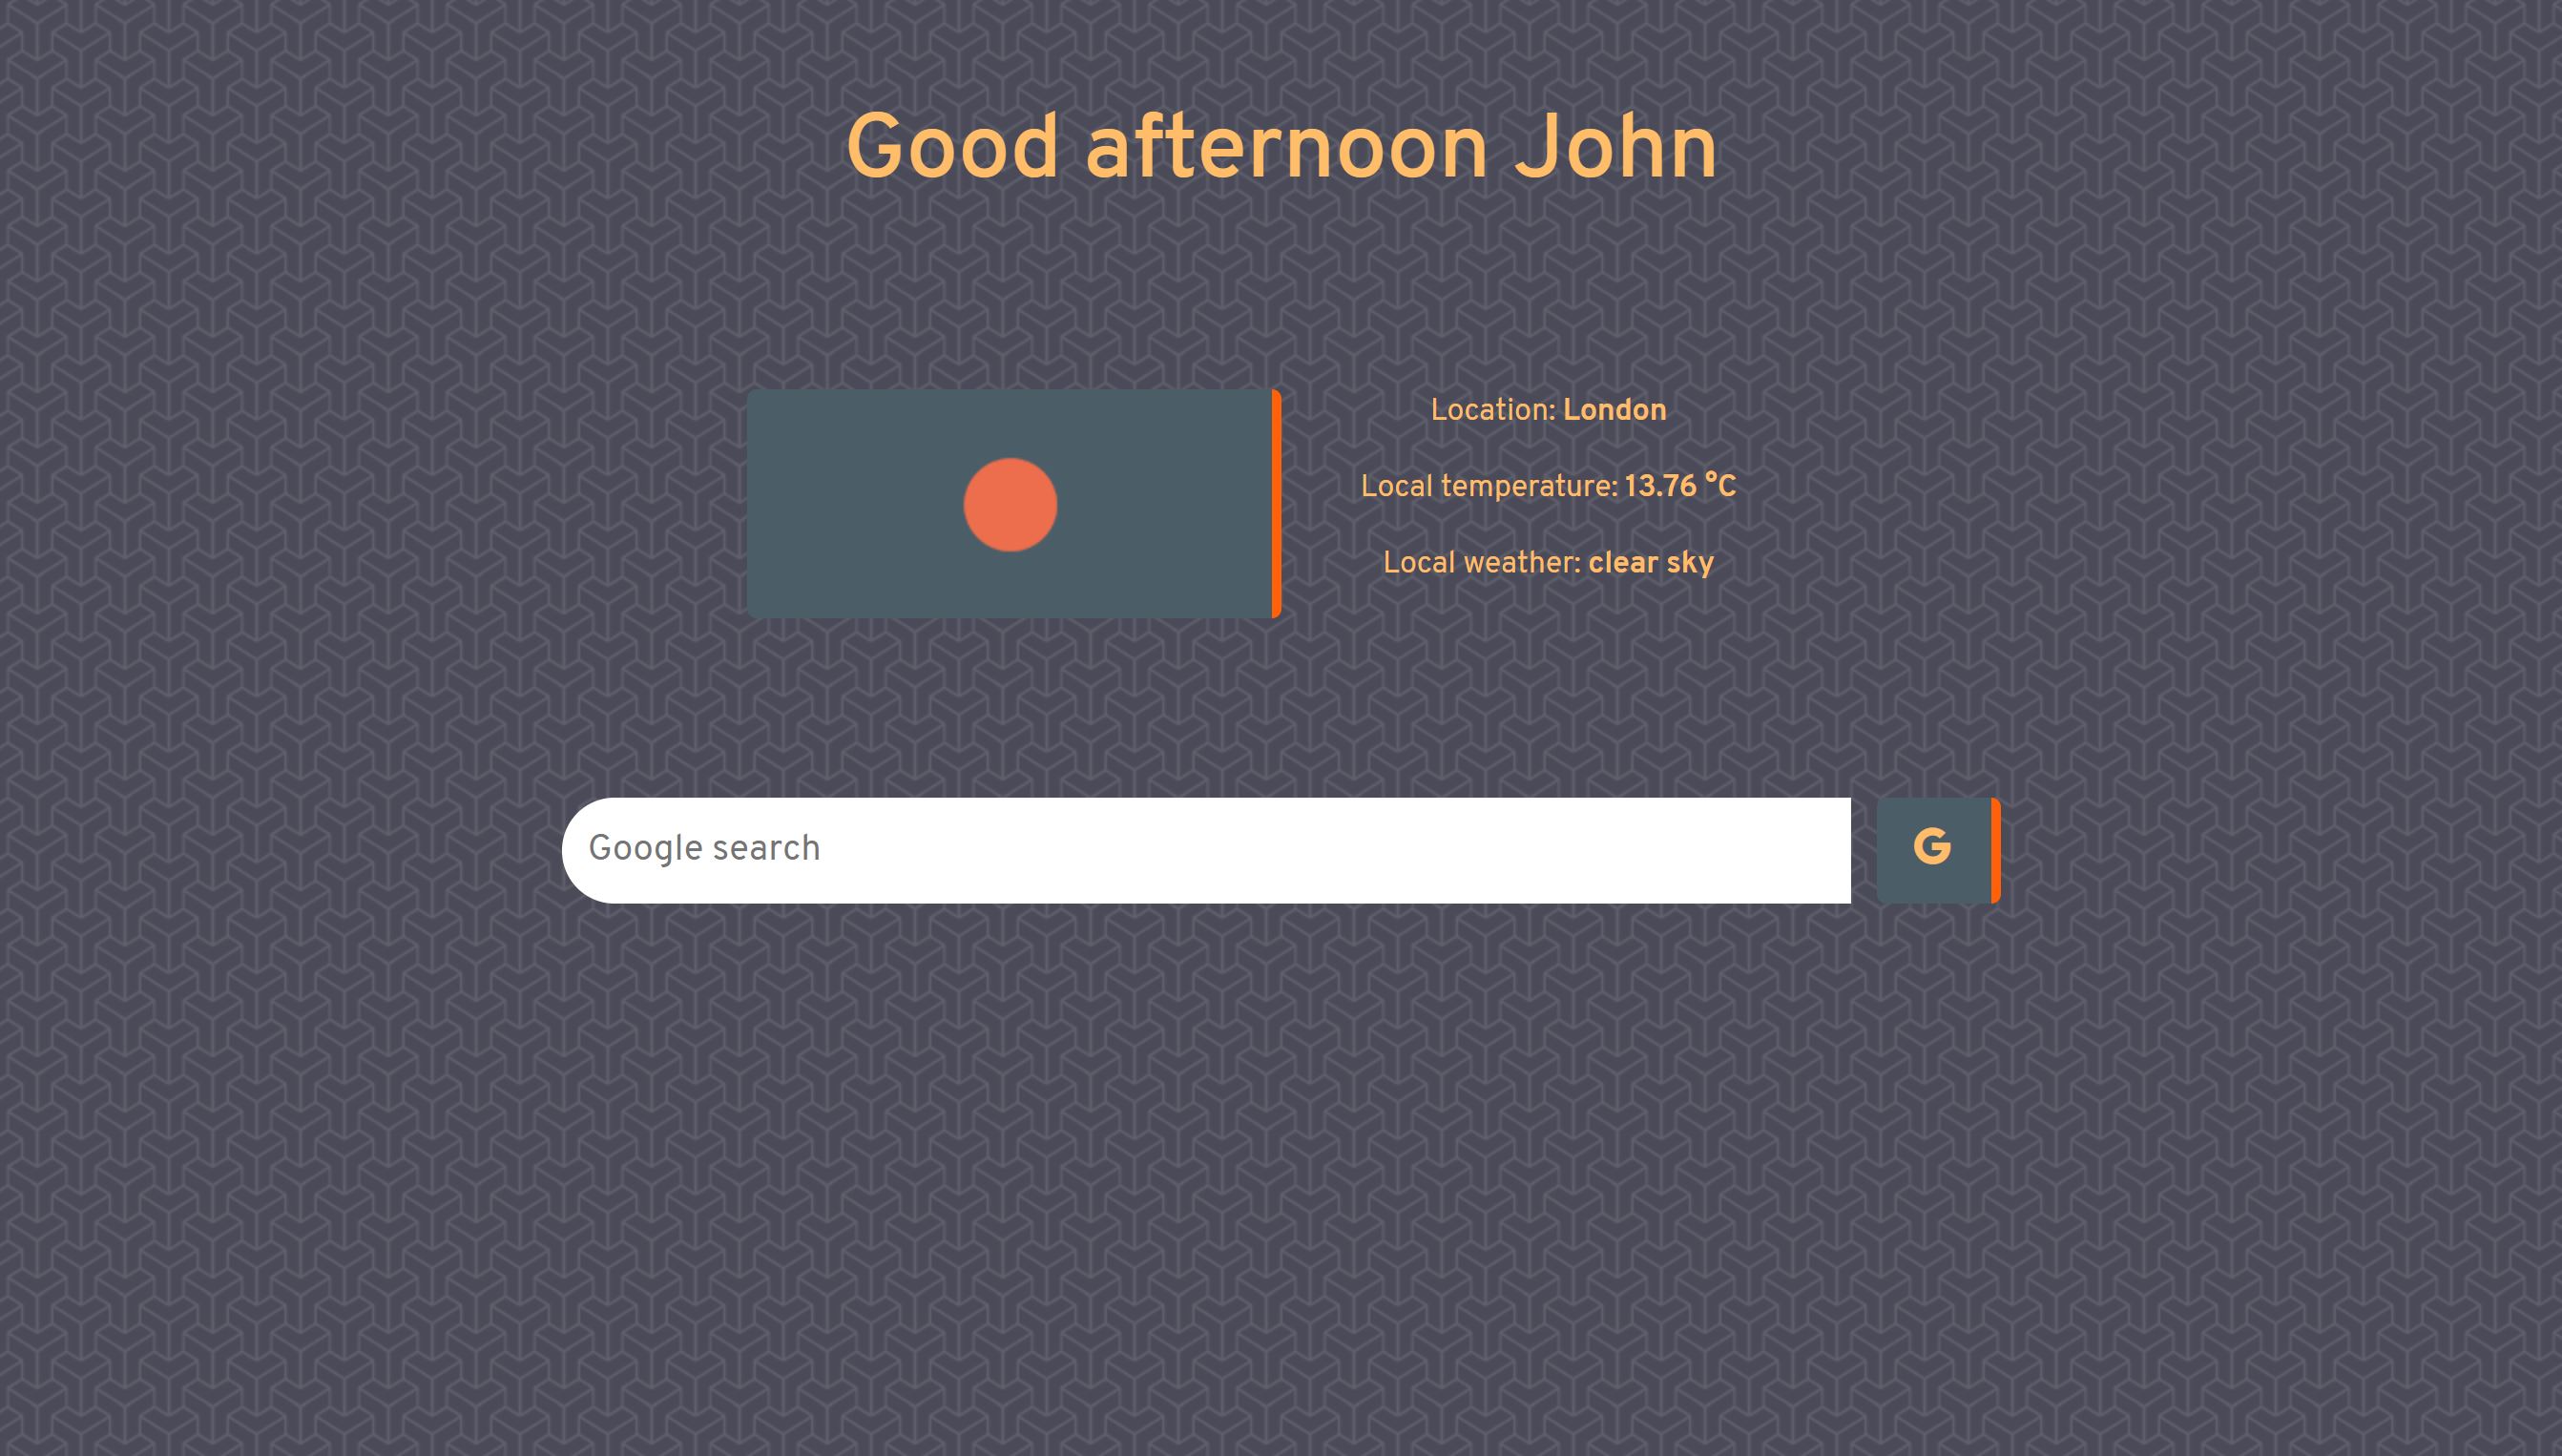 Good afternoon John
Location: London
Local temperature: 13.76 °C
Local weather: clear sky
Google search
G